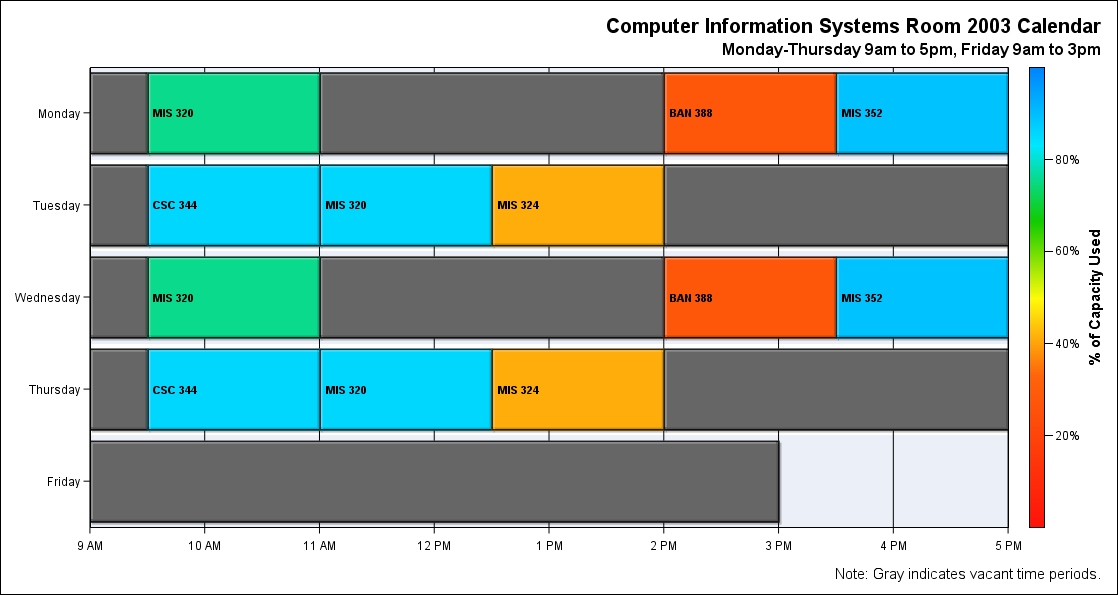 Computer Information Systems Room 2003 Calendar
Monday-Thursday 9am to 5pm, Friday 9am to 3pm
Monday
MIS 320
BAN 388
MIS 352
Tuesday
CSC 344
MIS 320
MIS 324
Wednesday
MIS 320
BAN 388
MIS 352
Thursday
CSC 344
MIS 320
MIS 324
Friday
9 AM
10 AM
11 AM
12 PM
1 PM
2 PM
3 PM
4 PM
5 PM
80%
60%
40%
20%
% of Capacity Used
Note: Gray indicates vacant time periods.